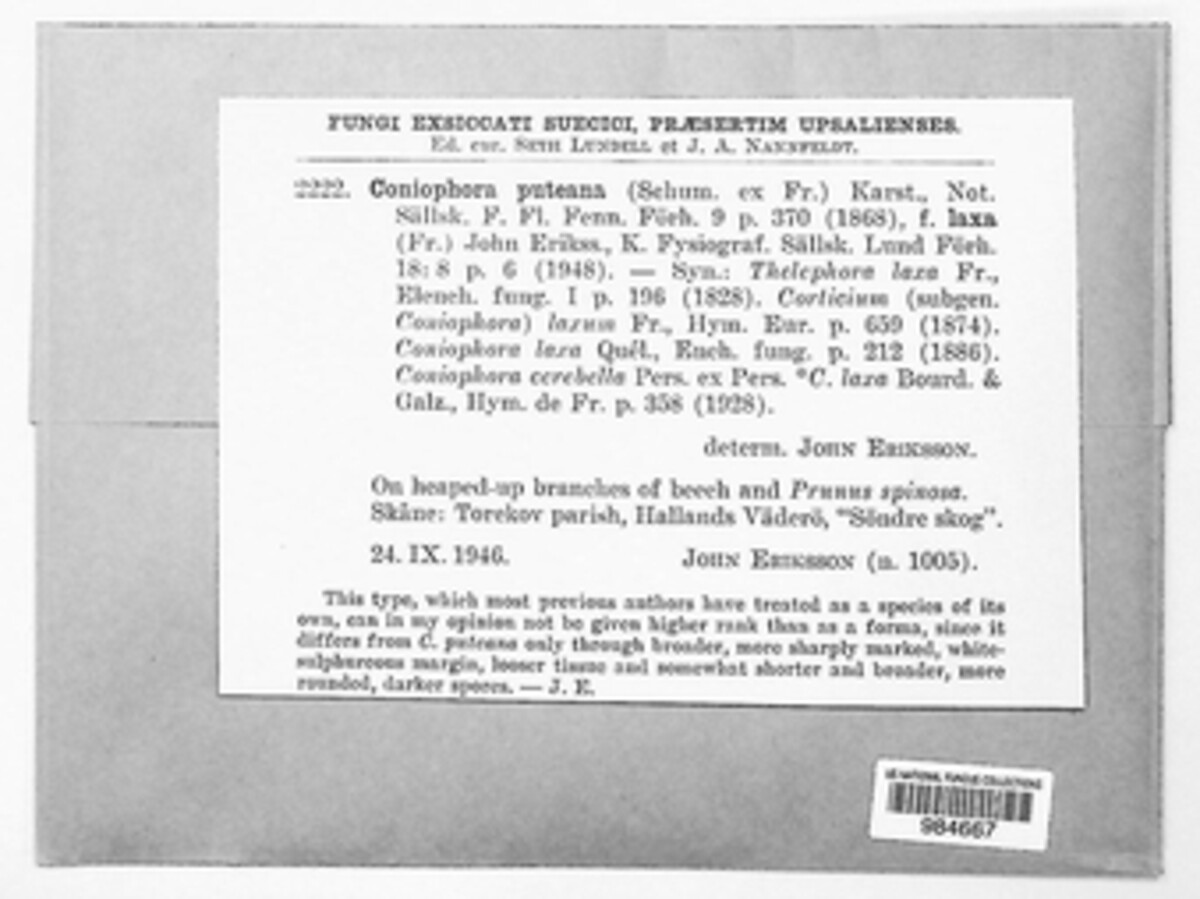 FUNGI EXSICCATI SUECICI, PRÆSERTIM UPSALIENSES.
Ed. cur. SETH LUNDELL et J. A. NANNFELDT.
2222. Coniophora puteana (Schum. ex Fr.) Karst., Not.
Sällsk. F. Fl. Fenn. Förh. 9 p. 370 (1868), f. laxa
(Fr.) John Erikss., K. Fysiograf. Sällsk. Lund Förh.
18: 8 p. 6 (1948). — Syn.: Thelephora laxa Fr.,
Elench. fung. I p. 196 (1828). Corticium (subgen.
Coniophora) laxum Fr., Hym. Eur. p. 659 (1874).
Coniophora laxa Quél., Ench. fung. p. 212 (1886).
Coniophora cerebella Pers. ex Pers. *C. laxa Bourd. &
Galz., Hym. de Fr. p. 358 (1928).
determ. JOHN ERIKSSON.
On heaped-up branches of beech and Prunus spinosa.
Skåne: Torekov parish, Hallands Väderö, “Söndre skog”.
24. IX. 1946. JOHN ERIKSSON (n. 1005).
This type, which most previous authors have treated as a species of its
own, can in my opinion not be given higher rank than as a forma, since it
differs from C. puteana only through broader, more sharply marked, white-
sulphureous margin, looser tissue and somewhat shorter and broader, more
rounded, darker spores. — J. E.
US NATIONAL FUNGUS COLLECTIONS
984667